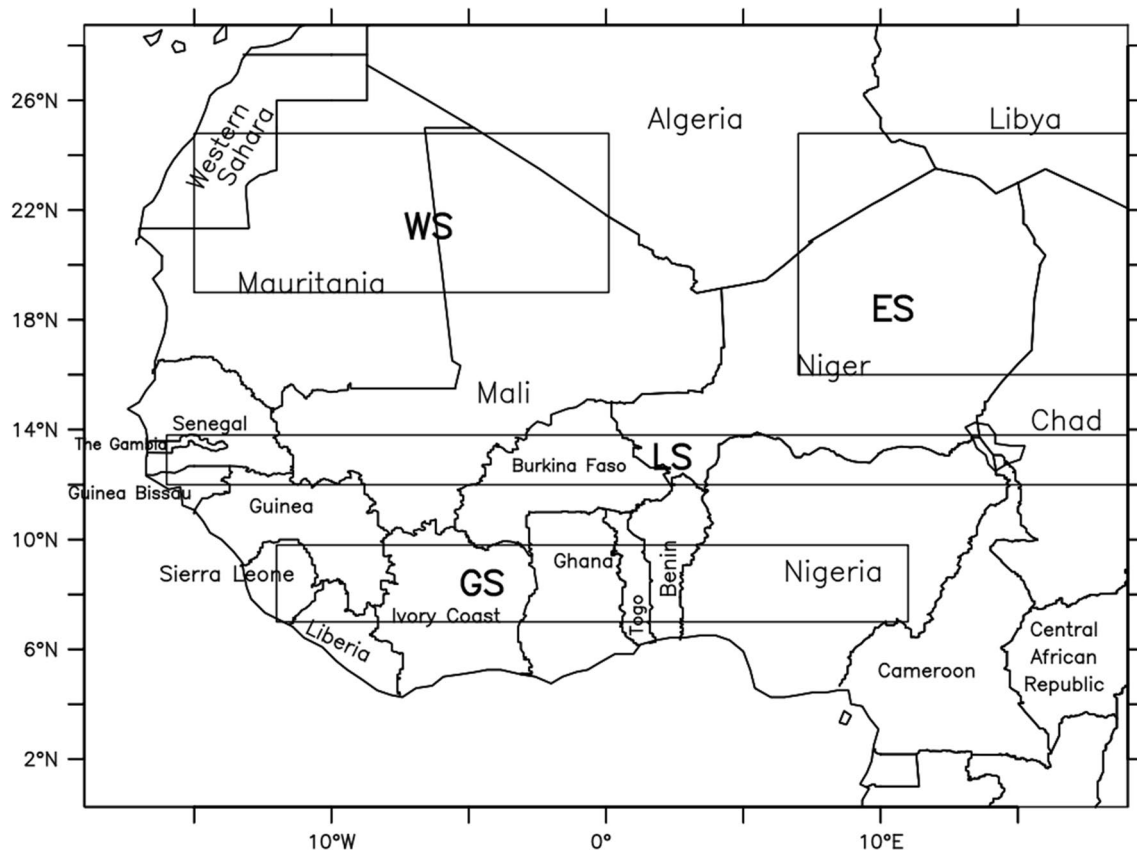 26°N
Algeria
Libya
Western
Sahara
22°N
WS
Mauritania
ES
18°N
Niger
Mali
14°N
Senegal
Chad
The Gambia
Burkina Faso
LS
Guinea Bissau
Guinea
10°N
Ghana
Benin
Nigeria
Sierra Leone
GS
Ivory Coast
Togo
Liberia
6°N
Central
African
Republic
Cameroon
2°N
10°W
0°
10°E